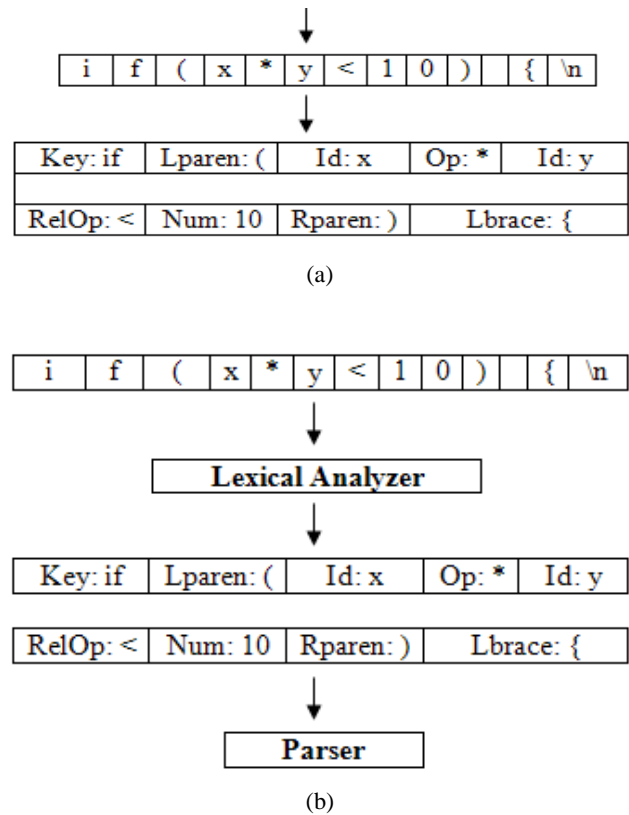 i f ( x * y < 1 0 ) { \n
Key: if Lparen: ( Id: x Op: * Id: y
RelOp: < Num: 10 Rparen: ) Lbrace: {
(a)
i f ( x * y < 1 0 ) { \n
Lexical Analyzer
Key: if Lparen: ( Id: x Op: * Id: y
RelOp: < Num: 10 Rparen: ) Lbrace: {
Parser
(b)